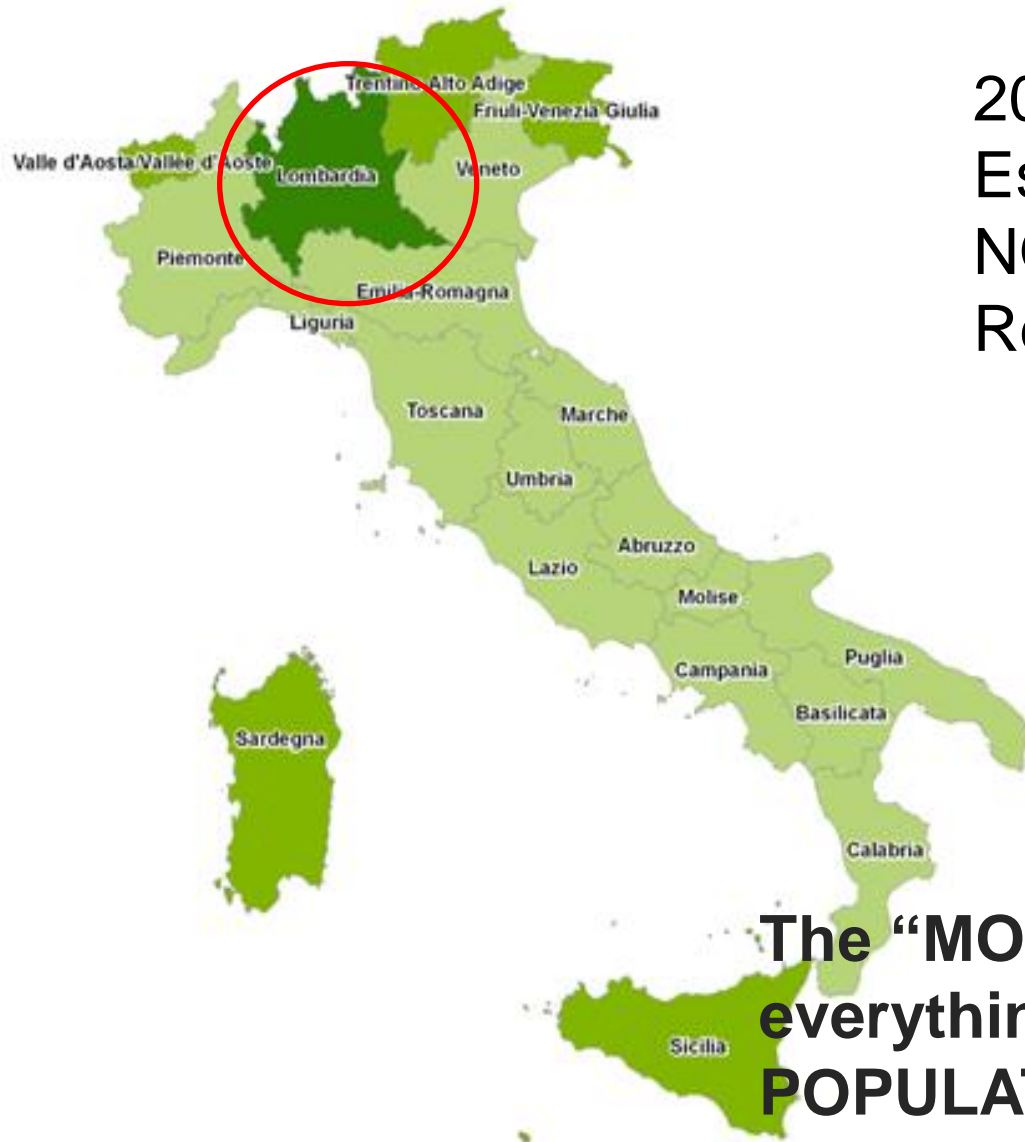 Trentino-Alto Adige
Friuli-Venezia Giulia
Valle d'Aosta/Vallée d'Aoste
Lombardia
Veneto
Piemonte
Emilia-Romagna
Liguria
Toscana
Marche
Umbria
Abruzzo
Lazio
Molise
Puglia
Campania
Basilicata
Sardegna
Calabria
Sicilia
20
Es
Re
The “MO
everythin
POPULAT